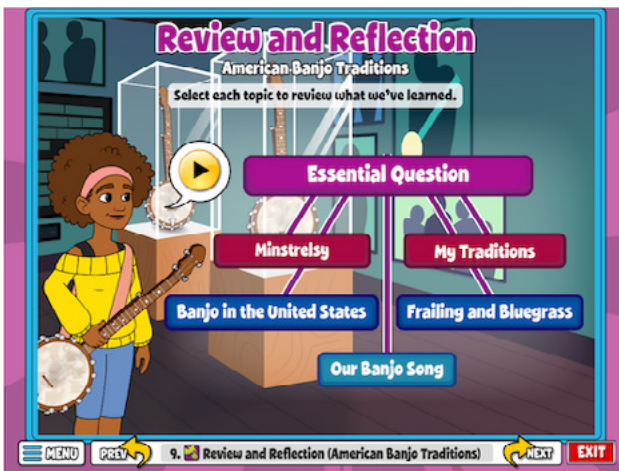 Review and Reflection
American Banjo Traditions
Select each topic to review what we've learned.
Essential Question
Minstrelsy
My Traditions
Banjo in the United States
Frailing and Bluegrass
Our Banjo Song
MENU
PREV
9. Review and Reflection (American Banjo Traditions)
NEXT
EXIT